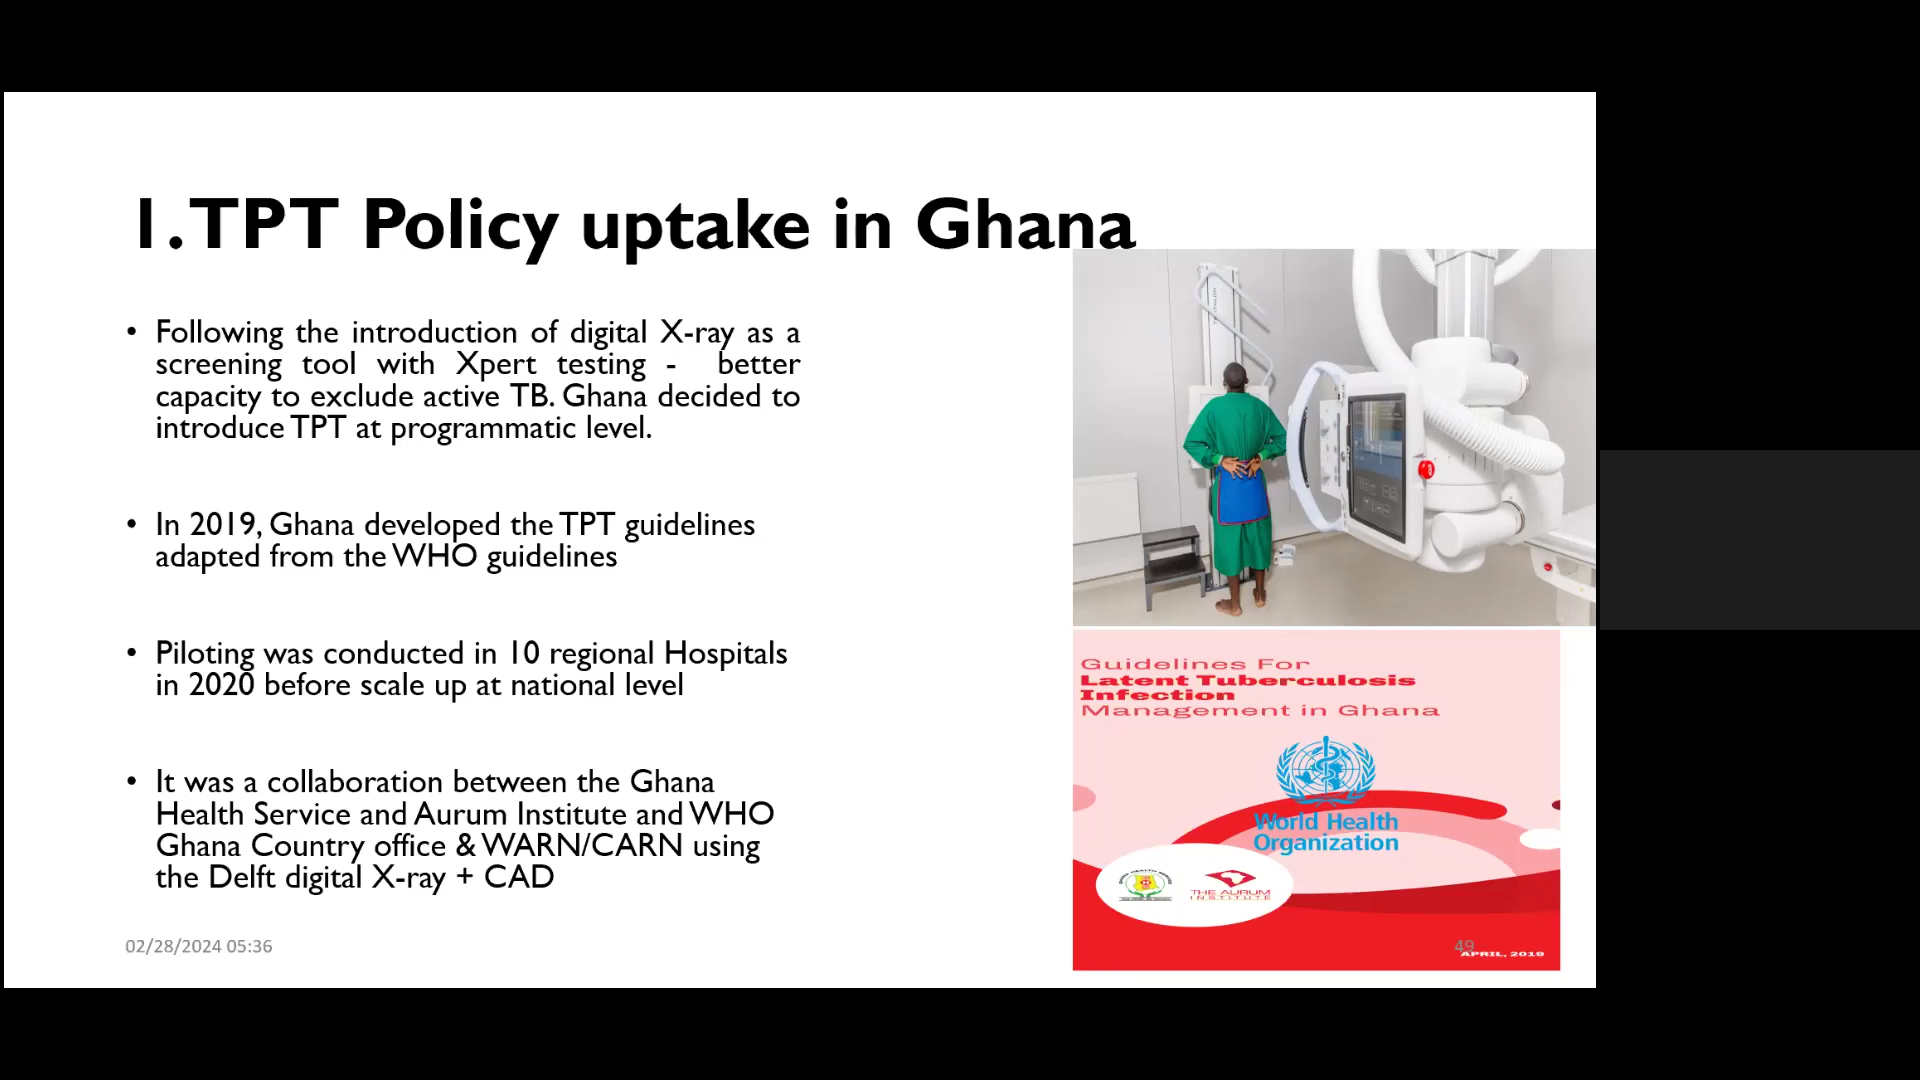 1.TPT Policy uptake in Ghana
• Following the introduction of digital X-ray as a
screening tool with Xpert testing - better
capacity to exclude active TB. Ghana decided to
introduce TPT at programmatic level.
• In 2019, Ghana developed the TPT guidelines
adapted from the WHO guidelines
• Piloting was conducted in 10 regional Hospitals
in 2020 before scale up at national level
• It was a collaboration between the Ghana
Health Service and Aurum Institute and WHO
Ghana Country office & WARN/CARN using
the Delft digital X-ray + CAD
Guidelines For
Latent Tuberculosis
Infection
Management in Ghana
World Health
Organization
THE AURUM
INSTITUTE
APRIL, 2019
02/28/2024 05:36
49